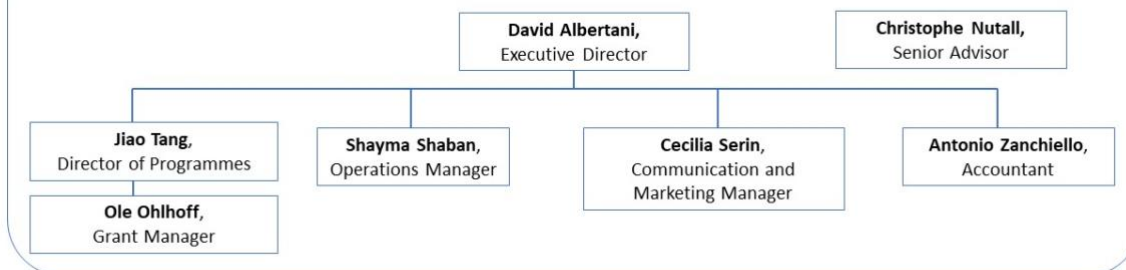 David Albertani,
Executive Director
Christophe Nutall,
Senior Advisor
Jiao Tang,
Director of Programmes
Shayma Shaban,
Operations Manager
Cecilia Serin,
Communication and
Marketing Manager
Antonio Zanchiello,
Accountant
Ole Ohlhoff,
Grant Manager